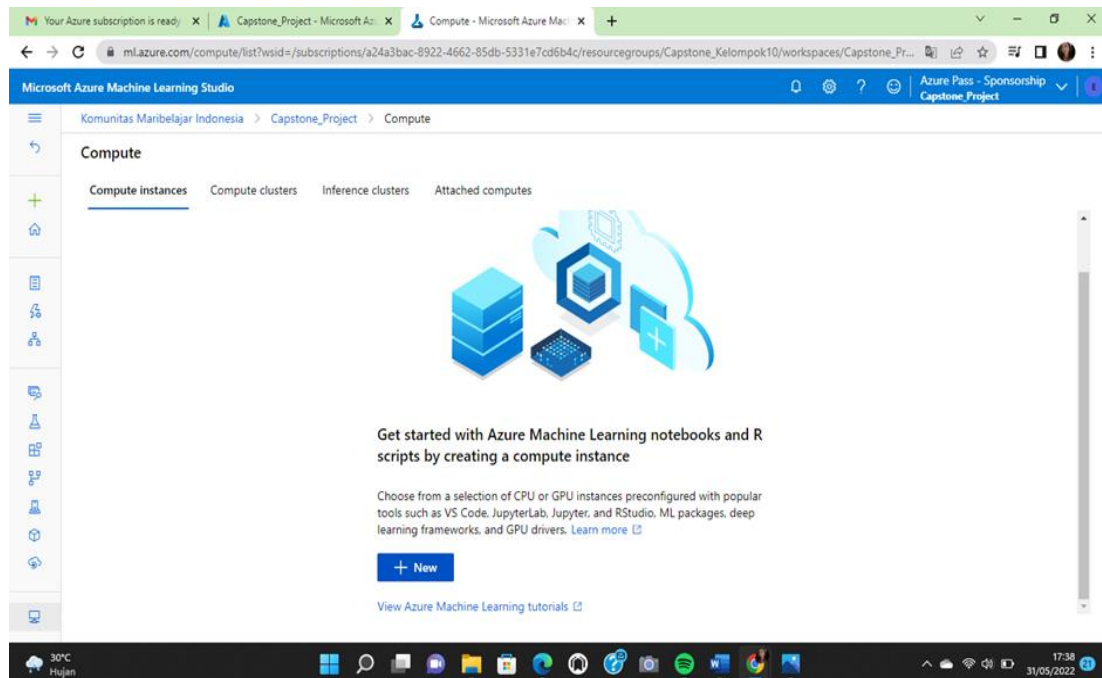 Your Azure subscription is ready
Capstone_Project - Microsoft Az
Compute - Microsoft Azure Mac
ml.azure.com/compute/list?wsid=/subscriptions/a24a3bac-8922-4662-85db-5331e7cd6b4c/resourcegroups/Capstone_Kelompok10/workspaces/Capstone_Pr...
Microsoft Azure Machine Learning Studio
Azure Pass - Sponsorship
Capstone_Project
Komunitas Maribelajar Indonesia > Capstone_Project > Compute
Compute
Compute instances Compute clusters Inference clusters Attached computes
Get started with Azure Machine Learning notebooks and R
scripts by creating a compute instance
Choose from a selection of CPU or GPU instances preconfigured with popular
tools such as VS Code, JupyterLab, Jupyter, and RStudio, ML packages, deep
learning frameworks, and GPU drivers. Learn more
+ New
View Azure Machine Learning tutorials
30°C
Hujan
17:38
31/05/2022
21